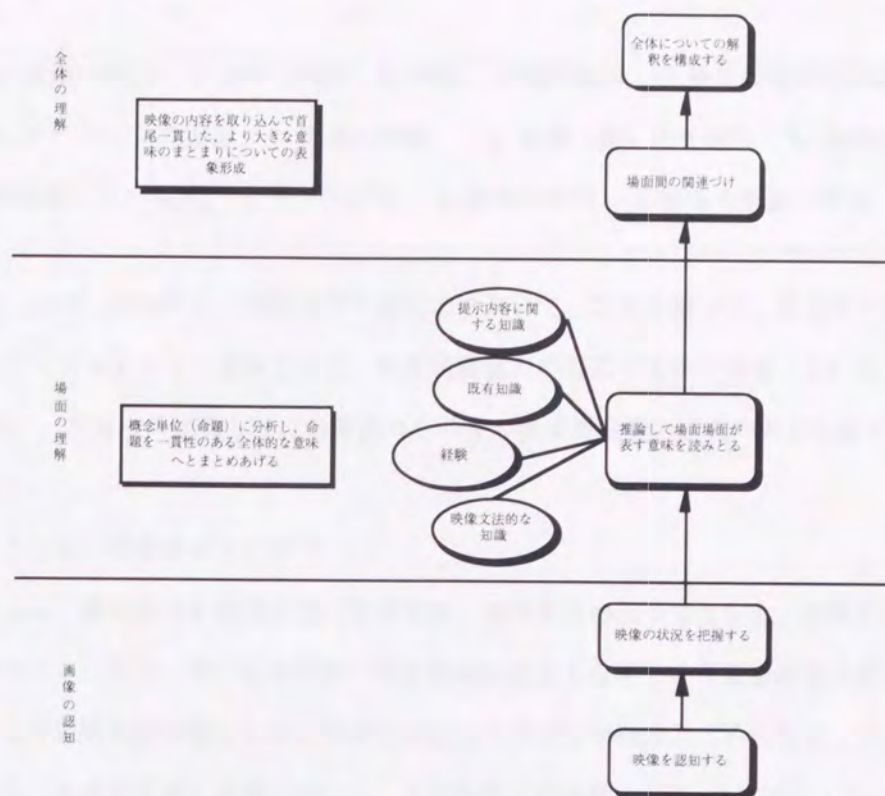 全体の理解
全体についての解
釈を構成する
映像の内容を取り込んで首
尾一貫した、より大きな意
味のまとまりについての表
象形成
場面間の関連づけ
場面の理解
提示内容に関
する知識
既有知識
経験
映像文法的な
知識
概念単位（命題）に分析し、命
題を一貫性のある全体的な意味
へとまとめあげる
推論して場面場面が
表す意味を読みとる
画像の認知
映像の状況を把握する
映像を認知する